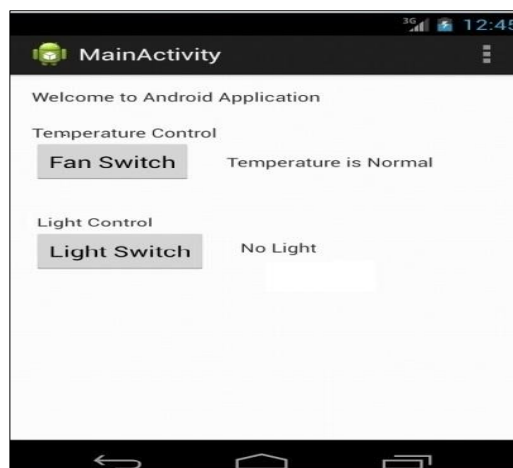 3G 12:45
MainActivity
Welcome to Android Application
Temperature Control
Fan Switch Temperature is Normal
Light Control
Light Switch No Light